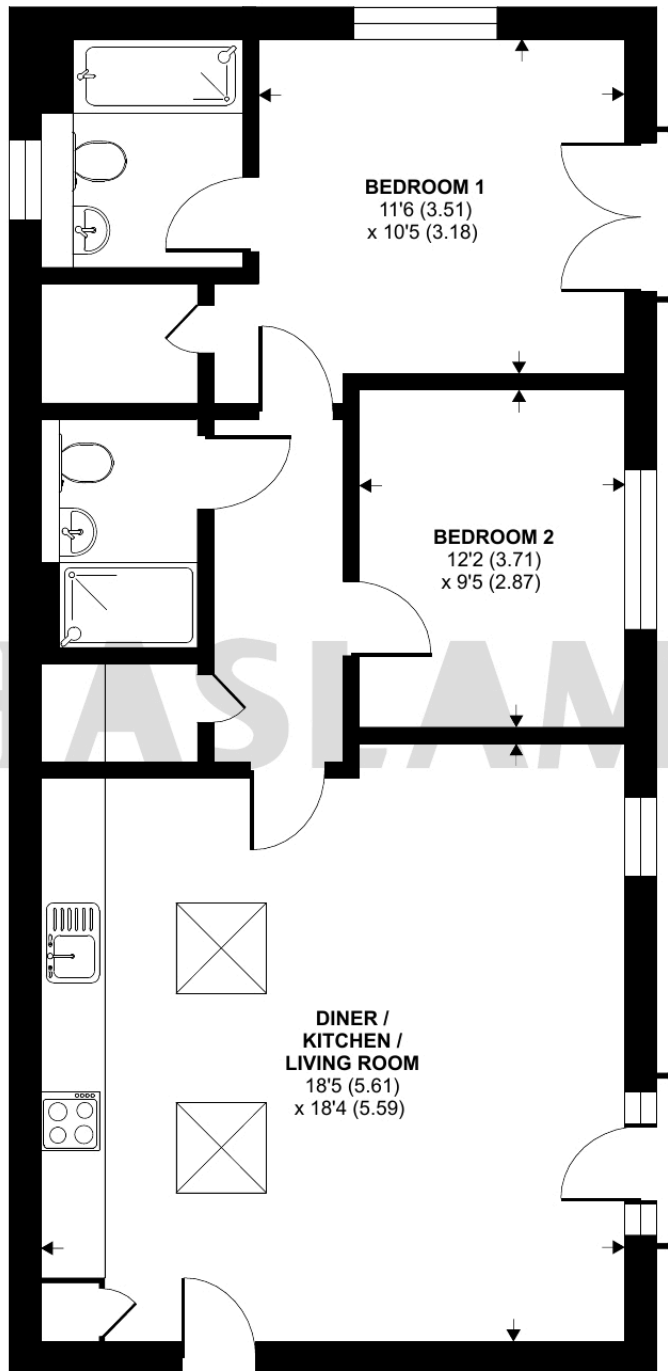 BEDROOM 1
11'6 (3.51)
x 10'5 (3.18)
BEDROOM 2
12'2 (3.71)
x 9'5 (2.87)
ASLAM
DINER /
KITCHEN /
LIVING ROOM
18'5 (5.61)
x 18'4 (5.59)